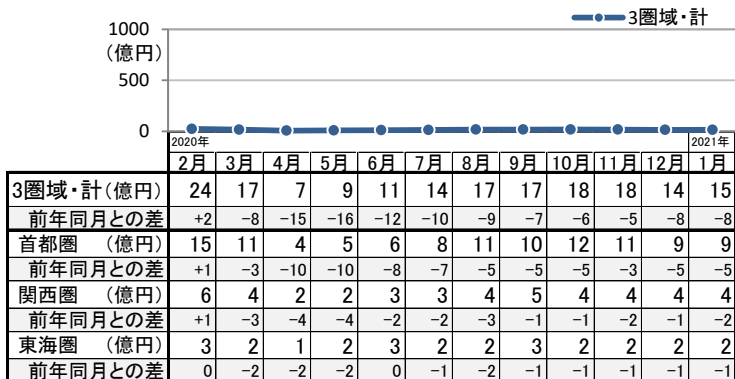 3圏域・計
1000
(億円)
500
0
2020年 2021年
2月 3月 4月 5月 6月 7月 8月 9月 10月 11月 12月 1月
3圏域・計(億円) 24 17 7 9 11 14 17 17 18 18 14 15
前年同月との差 +2 −8 −15 −16 −12 −10 −9 −7 −6 −5 −8 −8
首都圏 (億円) 15 11 4 5 6 8 11 10 12 11 9 9
前年同月との差 +1 −3 −10 −10 −8 −7 −5 −5 −5 −3 −5 −5
関西圏 (億円) 6 4 2 2 3 3 4 5 4 4 4 4
前年同月との差 +1 −3 −4 −4 −2 −2 −3 −1 −1 −2 −1 −2
東海圏 (億円) 3 2 1 2 3 2 2 3 2 2 2 2
前年同月との差 0 −2 −2 −2 0 −1 −2 −1 −1 −1 −1 −1